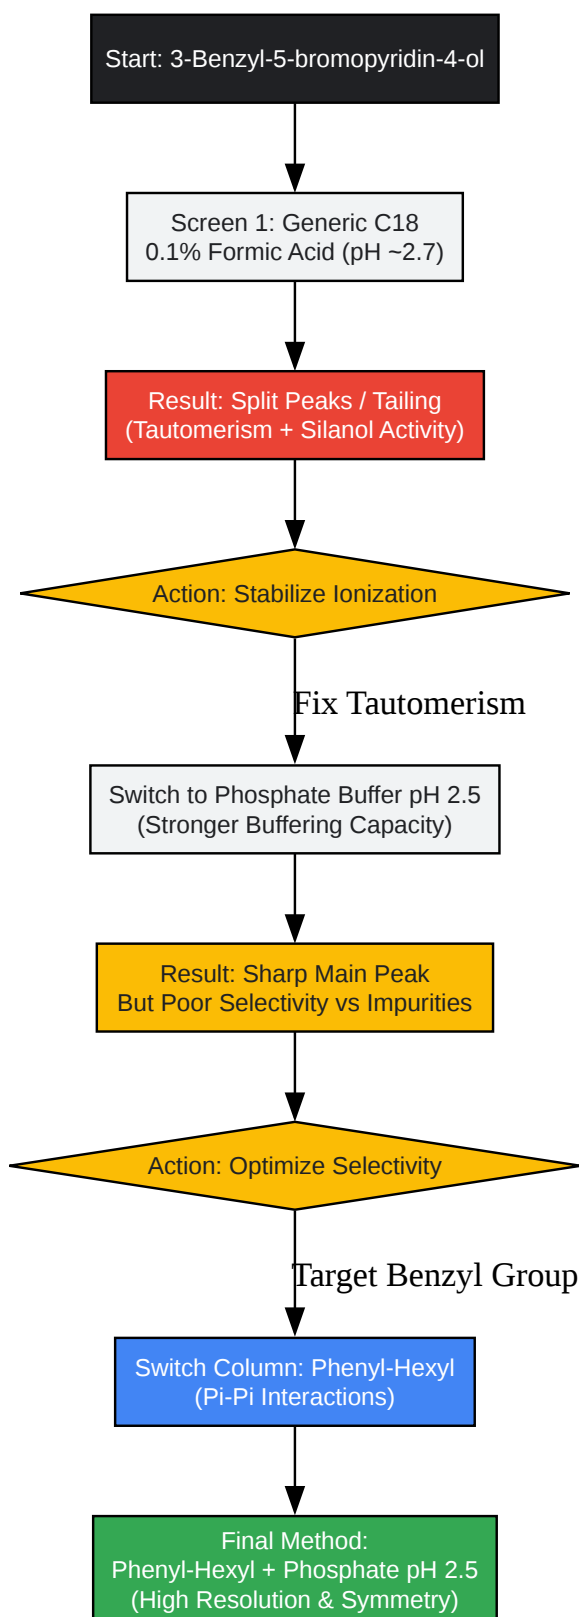 Start: 3-Benzyl-5-bromopyridin-4-ol
Screen 1: Generic C18
0.1% Formic Acid (pH ~2.7)
Result: Split Peaks / Tailing
(Tautomerism + Silanol Activity)
Action: Stabilize Ionization
Fix Tautomerism
Switch to Phosphate Buffer pH 2.5
(Stronger Buffering Capacity)
Result: Sharp Main Peak
But Poor Selectivity vs Impurities
Action: Optimize Selectivity
Target Benzyl Group
Switch Column: Phenyl-Hexyl
(Pi-Pi Interactions)
Final Method:
Phenyl-Hexyl + Phosphate pH 2.5
(High Resolution & Symmetry)